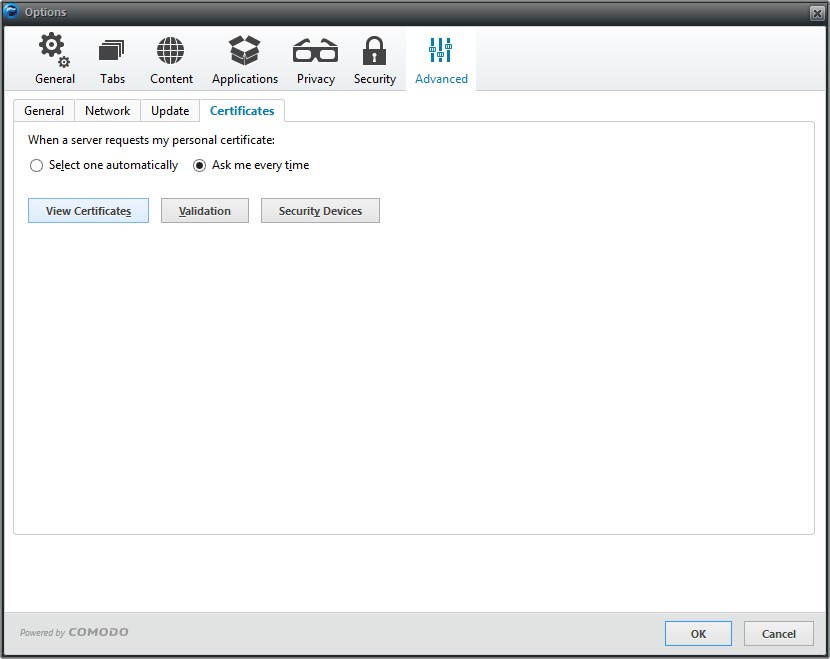 Options
General Tabs Content Applications Privacy Security Advanced
General Network Update Certificates
When a server requests my personal certificate:
Select one automatically Ask me every time
View Certificates Validation Security Devices
Powered by COMODO OK Cancel